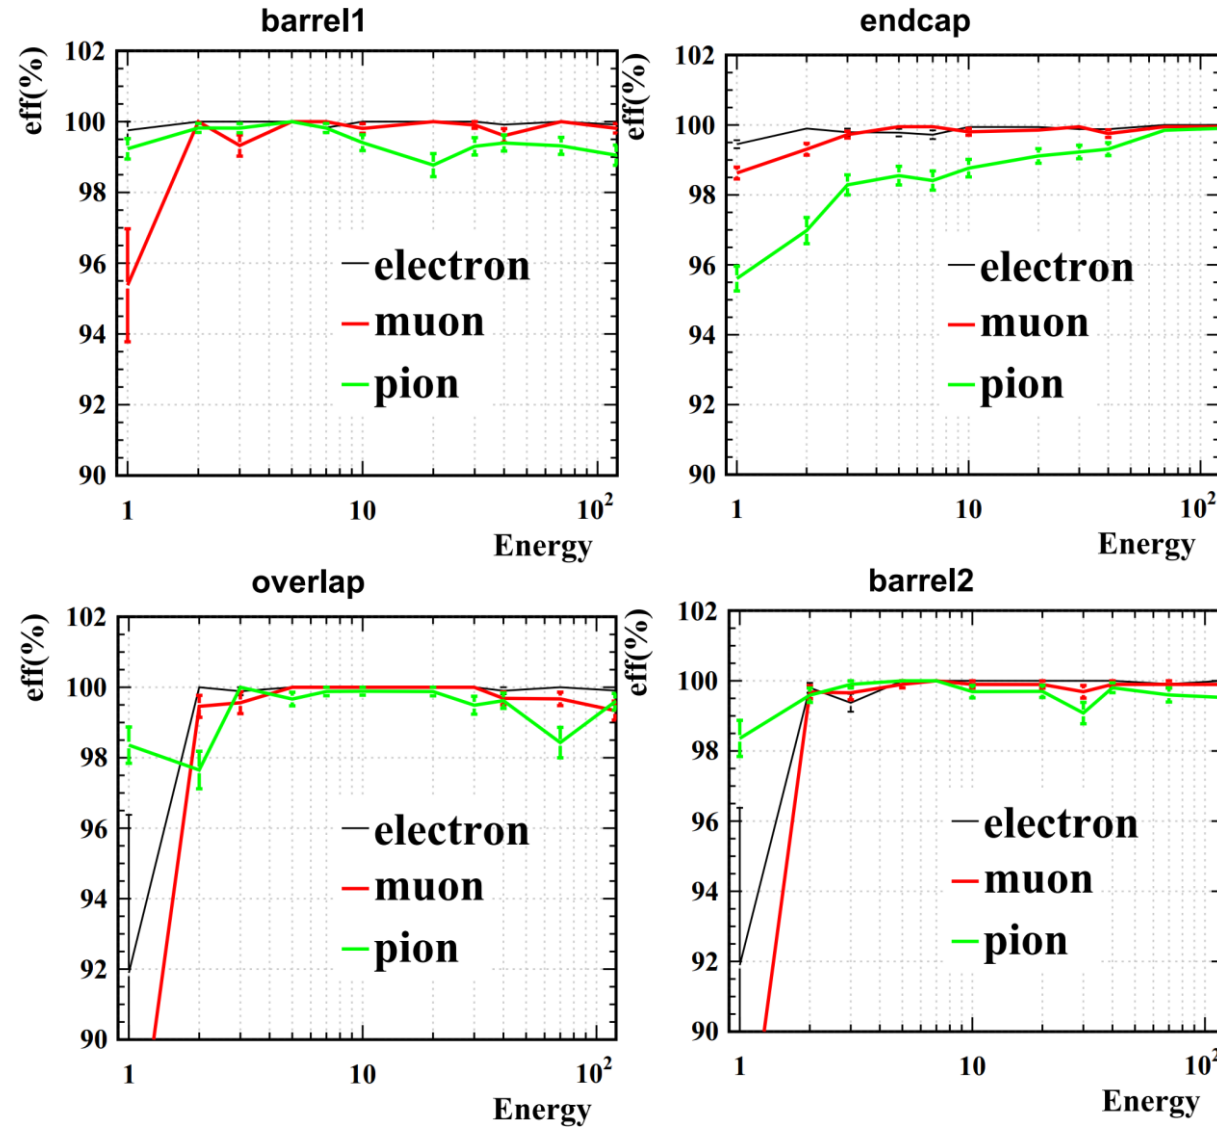 barrel1
eff(%)
102
100
98
96
94
92
90
electron
muon
pion
1
10
10²
Energy
endcap
eff(%)
102
100
98
96
94
92
90
electron
muon
pion
1
10
10²
Energy
overlap
eff(%)
102
100
98
96
94
92
90
electron
muon
pion
1
10
10²
Energy
barrel2
eff(%)
102
100
98
96
94
92
90
electron
muon
pion
1
10
10²
Energy